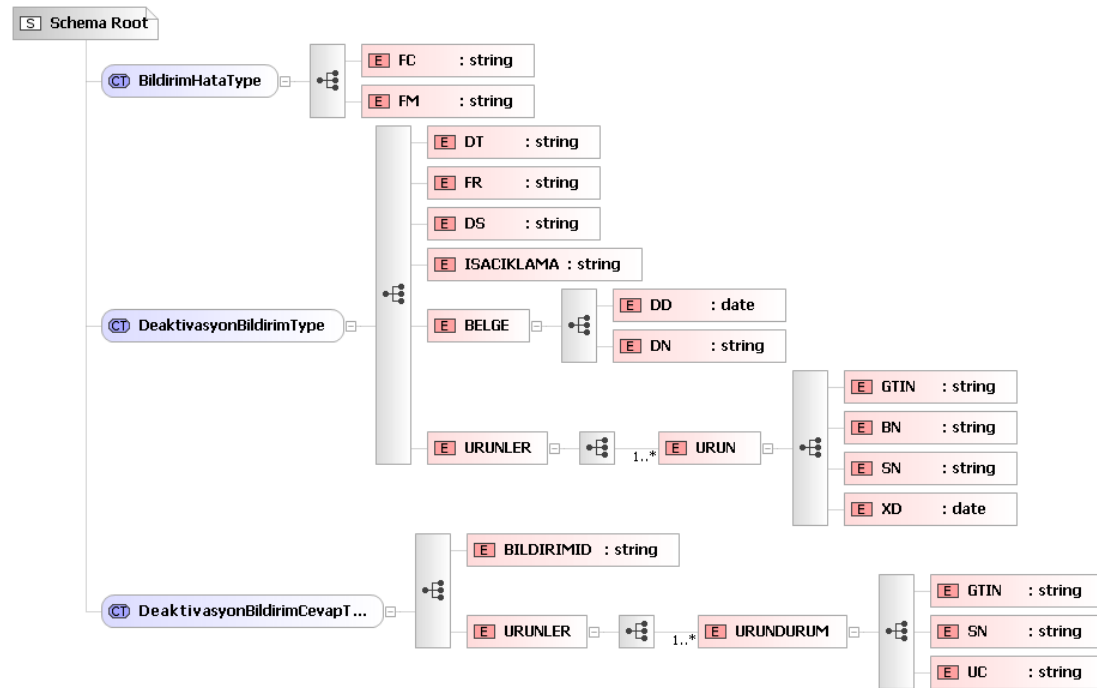 S Schema Root
CT BildirimHataType
E FC : string
E FM : string
CT DeaktivasyonBildirimType
E DT : string
E FR : string
E DS : string
E ISACIKLAMA : string
E BELGE
E DD : date
E DN : string
E URUNLER
1..* E URUN
E GTIN : string
E BN : string
E SN : string
E XD : date
CT DeaktivasyonBildirimCevapT...
E BILDIRIMID : string
E URUNLER
1..* E URUNDURUM
E GTIN : string
E SN : string
E UC : string